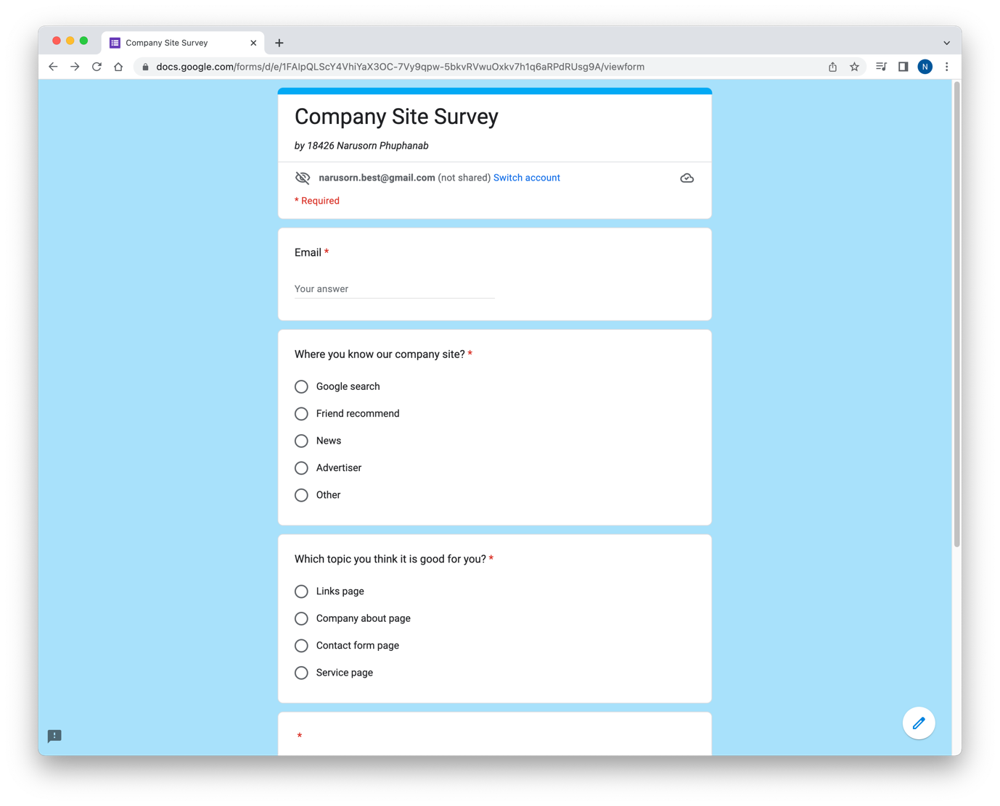 Company Site Survey
docs.google.com/forms/d/e/1FAIpQLScY4VhiYaX3OC-7Vy9qpw-5bkvRVwuOxkv7h1q6aRPdRUsg9A/viewform
N
Company Site Survey
by 18426 Narusorn Phuphanab
narusorn.best@gmail.com (not shared) Switch account
* Required
Email *
Your answer
Where you know our company site? *
Google search
Friend recommend
News
Advertiser
Other
Which topic you think it is good for you? *
Links page
Company about page
Contact form page
Service page
*